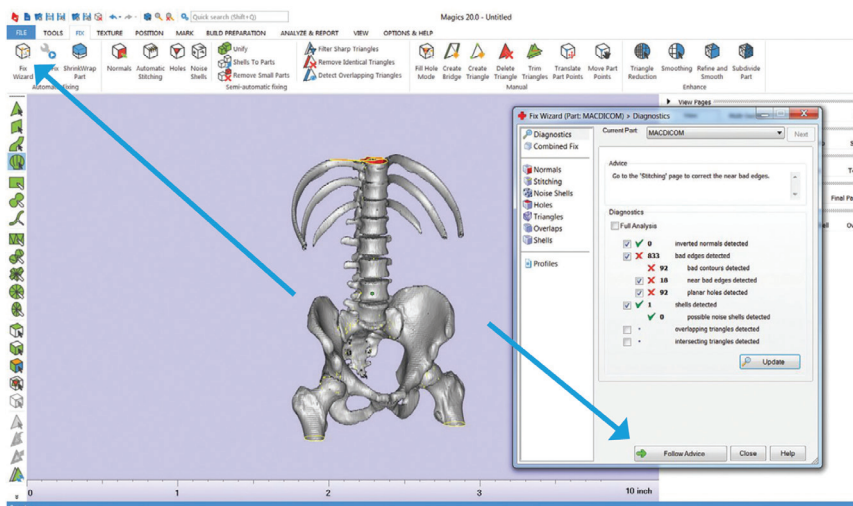 Quick search (Shift+Q)
Magics 20.0 - Untitled
FILE TOOLS FIX TEXTURE POSITION MARK BUILD PREPARATION ANALYZE & REPORT VIEW OPTIONS & HELP
Fix Wizard
ShrinkWrap Part
Automatic Fixing
Normals
Automatic Stitching
Holes
Noise Shells
Unify
Shells To Parts
Remove Small Parts
Filter Sharp Triangles
Remove Identical Triangles
Detect Overlapping Triangles
Semi-automatic fixing
Fill Hole Mode
Create Bridge
Create Triangle
Delete Triangle
Trim Triangles
Translate Part Points
Move Part Points
Manual
Triangle Reduction
Smoothing
Refine and Smooth
Subdivide Part
Enhance
View Pages
Final Pa
Fix Wizard (Part: MACDICOM) > Diagnostics
Diagnostics
Combined Fix
Normals
Stitching
Noise Shells
Holes
Triangles
Overlaps
Shells
Profiles
Current Part MACDICOM Next
Advice
Go to the 'Stitching' page to correct the near bad edges.
Diagnostics
Full Analysis
0 inverted normals detected
833 bad edges detected
92 bad contours detected
18 near bad edges detected
92 planar holes detected
1 shells detected
0 possible noise shells detected
overlapping triangles detected
intersecting triangles detected
Update
Follow Advice Close Help
0 1 2 3 10 inch